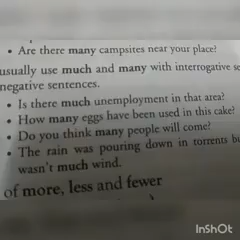 • Are there many campsites near your place?
usually use much and many with interrogative se
negative sentences.
• Is there much unemployment in that area?
• How many eggs have been used in this cake?
• Do you think many people will come?
• The rain was pouring down in torrents bu
wasn't much wind.
of more, less and fewer
InShOt